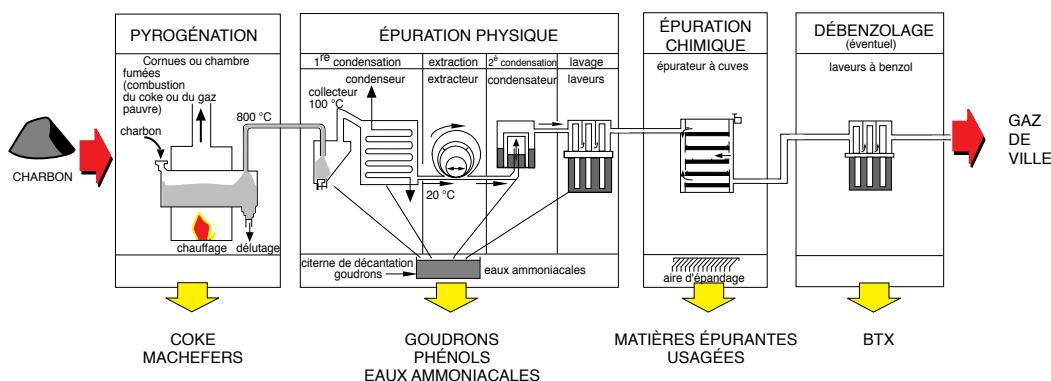 CHARBON
PYROGÉNATION
Cornues ou chambre
fumées
(combustion
du coke ou du gaz
pauvre)
charbon
800 °C
chauffage
délutage
COKE
MACHEFERS
ÉPURATION PHYSIQUE
1re condensation
extraction
2è condensation
lavage
condenseur
extracteur
condensateur
laveurs
collecteur
100 °C
20 °C
citerne de décantation
goudrons
eaux ammoniacales
GOUDRONS
PHÉNOLS
EAUX AMMONIACALES
ÉPURATION
CHIMIQUE
épurateur à cuves
aire d'épandage
MATIÈRES ÉPURANTES
USAGÉES
DÉBENZOLAGE
(éventuel)
laveurs à benzol
BTX
GAZ
DE
VILLE